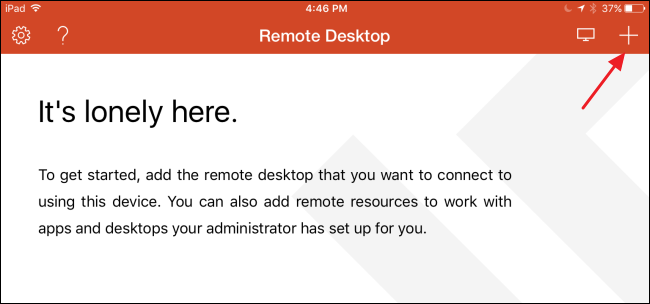 iPad 4:46 PM 37%
? Remote Desktop
It's lonely here.
To get started, add the remote desktop that you want to connect to
using this device. You can also add remote resources to work with
apps and desktops your administrator has set up for you.